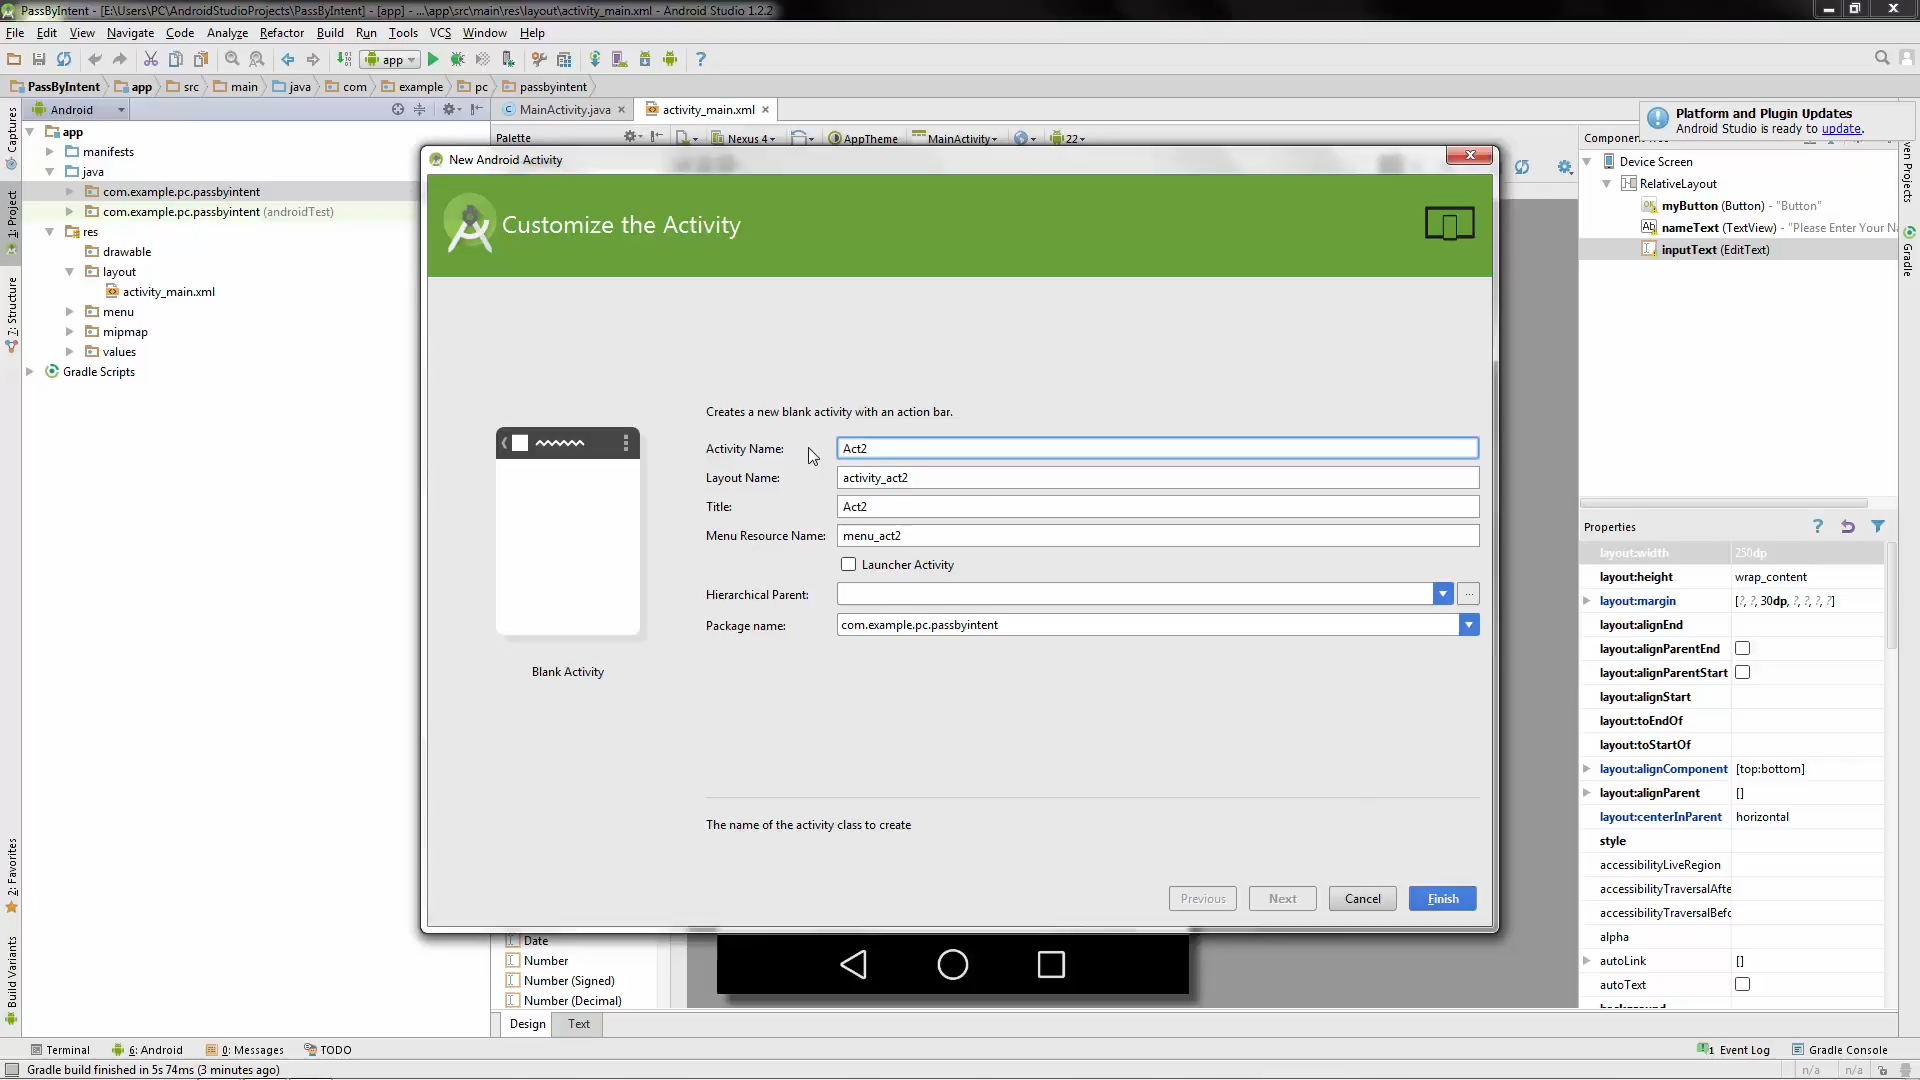 PassByIntent - [E:\Users\PC\AndroidStudioProjects\PassByIntent] - [app] - ...\app\src\main\res\layout\activity_main.xml - Android Studio 1.2.2
File Edit View Navigate Code Analyze Refactor Build Run Tools VCS Window Help
app
PassByIntent app src main java com example pc passbyintent
Android
MainActivity.java activity_main.xml
Platform and Plugin Updates
Android Studio is ready to update.
Palette
Nexus 4 AppTheme MainActivity 22
Captures
1: Project
7: Structure
2: Favorites
Build Variants
app
manifests
java
com.example.pc.passbyintent
com.example.pc.passbyintent (androidTest)
res
drawable
layout
activity_main.xml
menu
mipmap
values
Gradle Scripts
New Android Activity
Customize the Activity
Creates a new blank activity with an action bar.
Activity Name: Act2
Layout Name: activity_act2
Title: Act2
Menu Resource Name: menu_act2
Launcher Activity
Hierarchical Parent:
Package name: com.example.pc.passbyintent
Blank Activity
The name of the activity class to create
Previous Next Cancel Finish
Date
Number
Number (Signed)
Number (Decimal)
Design Text
Device Screen
RelativeLayout
myButton (Button) - "Button"
nameText (TextView) - "Please Enter Your Na
inputText (EditText)
Gradle
Properties
layout:width 250dp
layout:height wrap_content
layout:margin [?, ?, 30dp, ?, ?, ?, ?]
layout:alignEnd
layout:alignParentEnd
layout:alignParentStart
layout:alignStart
layout:toEndOf
layout:toStartOf
layout:alignComponent [top:bottom]
layout:alignParent []
layout:centerInParent horizontal
style
accessibilityLiveRegion
accessibilityTraversalAfte
accessibilityTraversalBefo
alpha
autoLink []
autoText
Terminal 6: Android 0: Messages TODO
1 Event Log Gradle Console
Gradle build finished in 5s 74ms (3 minutes ago)
n/a n/a